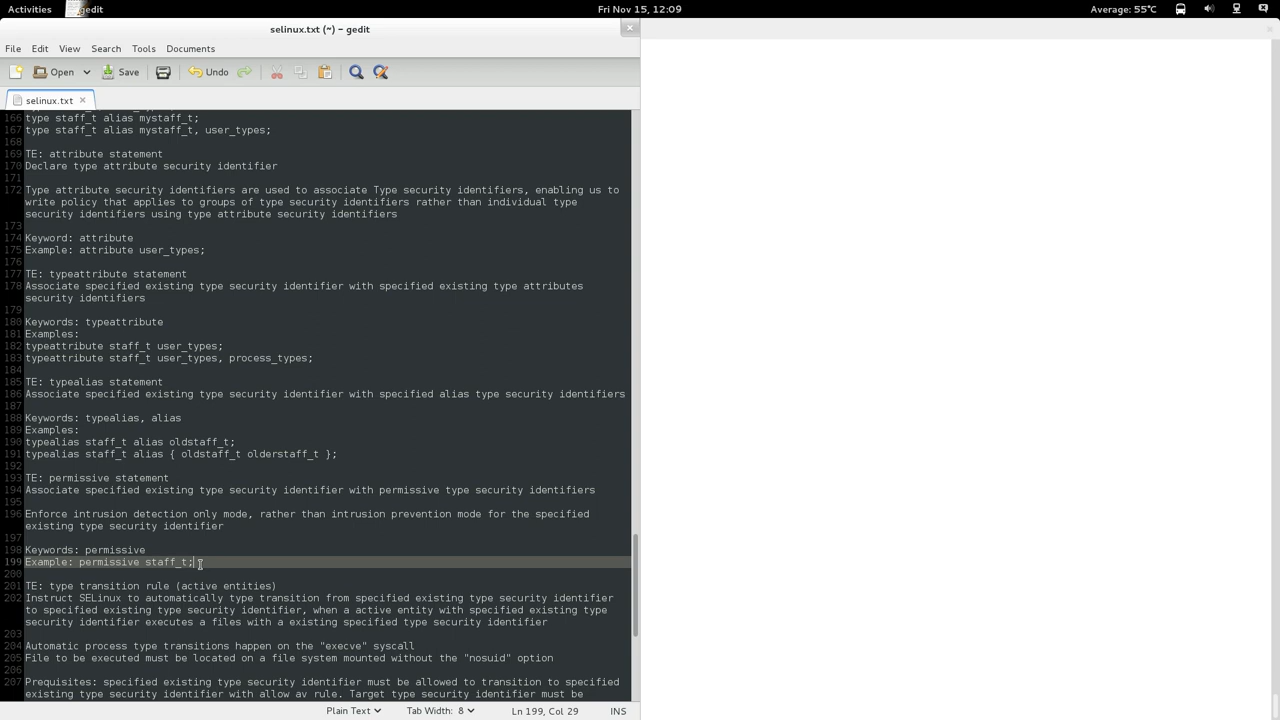 Activities gedit Fri Nov 15, 12:09 Average: 55°C
selinux.txt (~) – gedit
File Edit View Search Tools Documents
Open Save Undo
selinux.txt
166 type staff_t alias mystaff_t;
167 type staff_t alias mystaff_t, user_types;
168
169 TE: attribute statement
170 Declare type attribute security identifier
171
172 Type attribute security identifiers are used to associate Type security identifiers, enabling us to
write policy that applies to groups of type security identifiers rather than individual type
security identifiers using type attribute security identifiers
173
174 Keyword: attribute
175 Example: attribute user_types;
176
177 TE: typeattribute statement
178 Associate specified existing type security identifier with specified existing type attributes
security identifiers
179
180 Keywords: typeattribute
181 Examples:
182 typeattribute staff_t user_types;
183 typeattribute staff_t user_types, process_types;
184
185 TE: typealias statement
186 Associate specified existing type security identifier with specified alias type security identifiers
187
188 Keywords: typealias, alias
189 Examples:
190 typealias staff_t alias oldstaff_t;
191 typealias staff_t alias { oldstaff_t olderstaff_t };
192
193 TE: permissive statement
194 Associate specified existing type security identifier with permissive type security identifiers
195
196 Enforce intrusion detection only mode, rather than intrusion prevention mode for the specified
existing type security identifier
197
198 Keywords: permissive
199 Example: permissive staff_t;
200
201 TE: type transition rule (active entities)
202 Instruct SELinux to automatically type transition from specified existing type security identifier
to specified existing type security identifier, when a active entity with specified existing type
security identifier executes a files with a existing specified type security identifier
203
204 Automatic process type transitions happen on the "execve" syscall
205 File to be executed must be located on a file system mounted without the "nosuid" option
206
207 Prequisites: specified existing type security identifier must be allowed to transition to specified
existing type security identifier with allow av rule. Target type security identifier must be
Plain Text Tab Width: 8 Ln 199, Col 29 INS